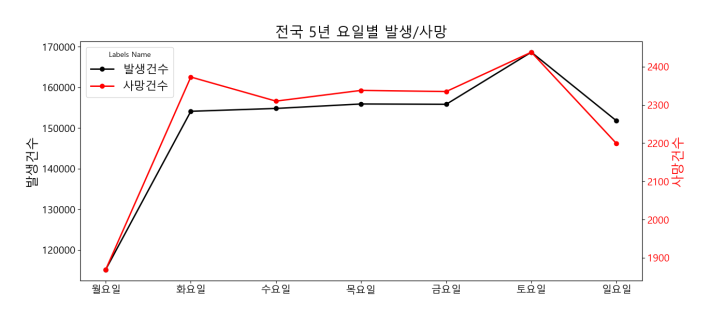 전국 5년 요일별 발생/사망
Labels Name
발생건수
사망건수
발생건수
170000
160000
150000
140000
130000
120000
2400
2300
2200
2100
2000
1900
사망건수
월요일 화요일 수요일 목요일 금요일 토요일 일요일